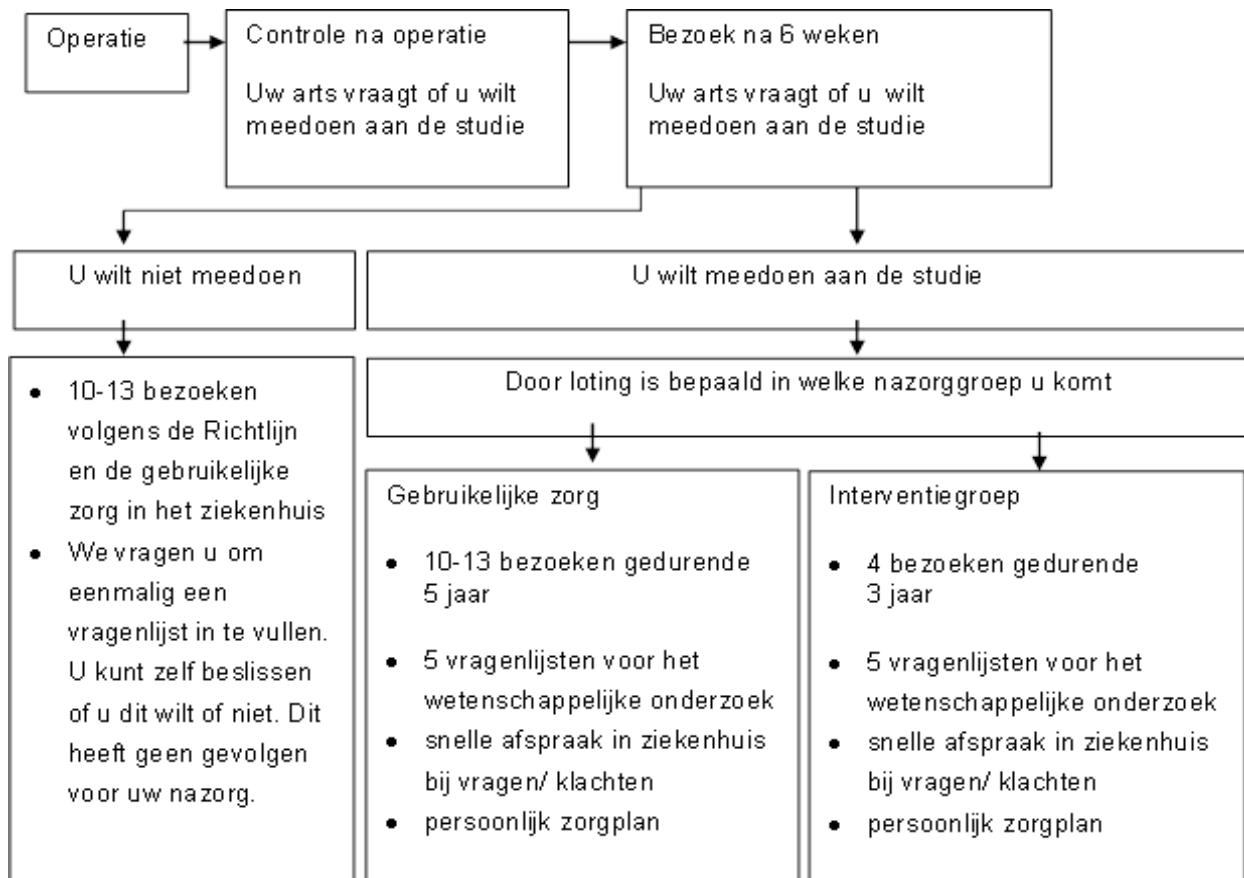 Operatie
Controle na operatie
Uw arts vraagt of u wilt
meedoen aan de studie
Bezoek na 6 weken
Uw arts vraagt of u wilt
meedoen aan de studie
U wilt niet meedoen
U wilt meedoen aan de studie
• 10-13 bezoeken
volgens de Richtlijn
en de gebruikelijke
zorg in het ziekenhuis
• We vragen u om
eenmalig een
vragenlijst in te vullen.
U kunt zelf beslissen
of u dit wilt of niet. Dit
heeft geen gevolgen
voor uw nazorg.
Door loting is bepaald in welke nazorggroep u komt
Gebruikelijke zorg
• 10-13 bezoeken gedurende
5 jaar
• 5 vragenlijsten voor het
wetenschappelijke onderzoek
• snelle afspraak in ziekenhuis
bij vragen/ klachten
• persoonlijk zorgplan
Interventiegroep
• 4 bezoeken gedurende
3 jaar
• 5 vragenlijsten voor het
wetenschappelijke onderzoek
• snelle afspraak in ziekenhuis
bij vragen/ klachten
• persoonlijk zorgplan